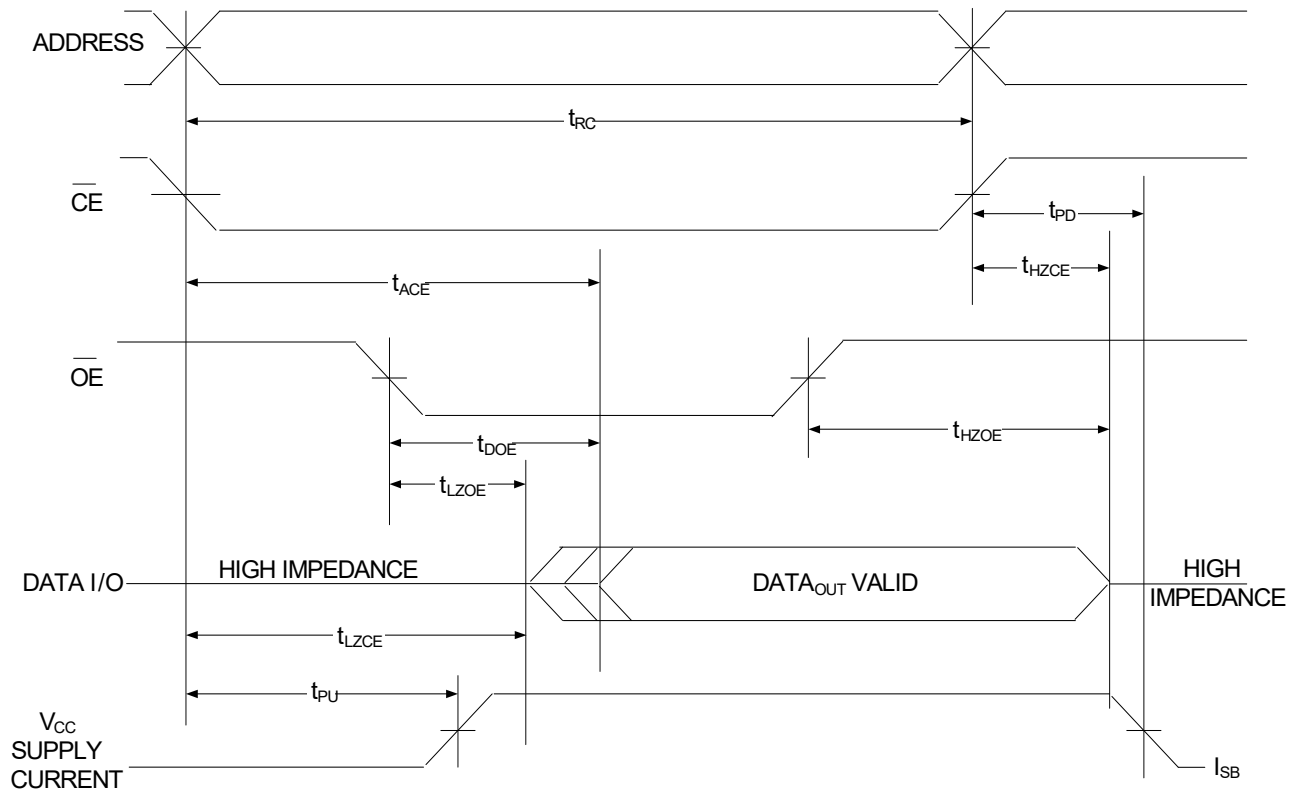 ADDRESS
tRC
CE
tPD
tHZCE
tACE
OE
tHZOE
tDOE
tLZOE
DATA I/O
HIGH IMPEDANCE
DATAOUT VALID
HIGH
IMPEDANCE
tLZCE
tPU
VCC
SUPPLY
CURRENT
ISB